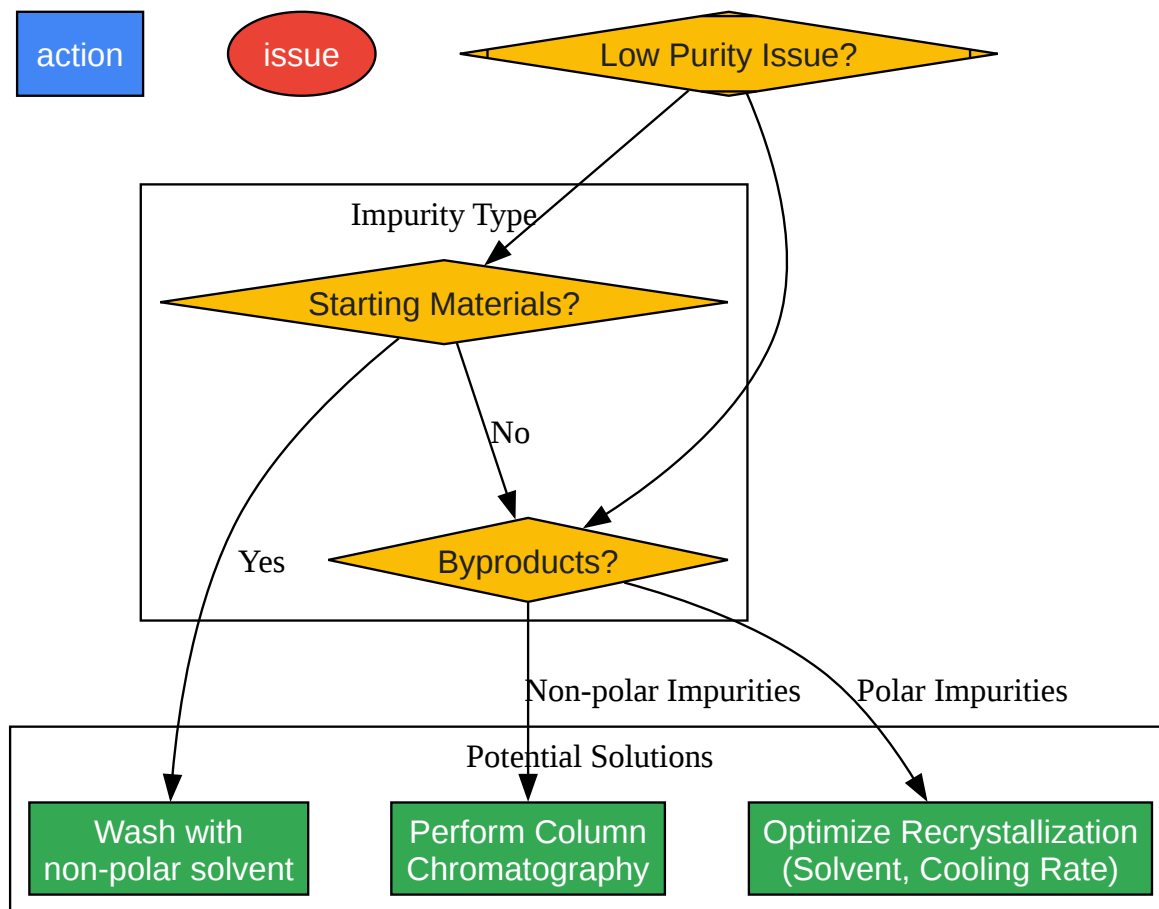 action
issue
Low Purity Issue?
Impurity Type
Starting Materials?
No
Yes
Byproducts?
Non-polar Impurities
Polar Impurities
Potential Solutions
Wash with
non-polar solvent
Perform Column
Chromatography
Optimize Recrystallization
(Solvent, Cooling Rate)